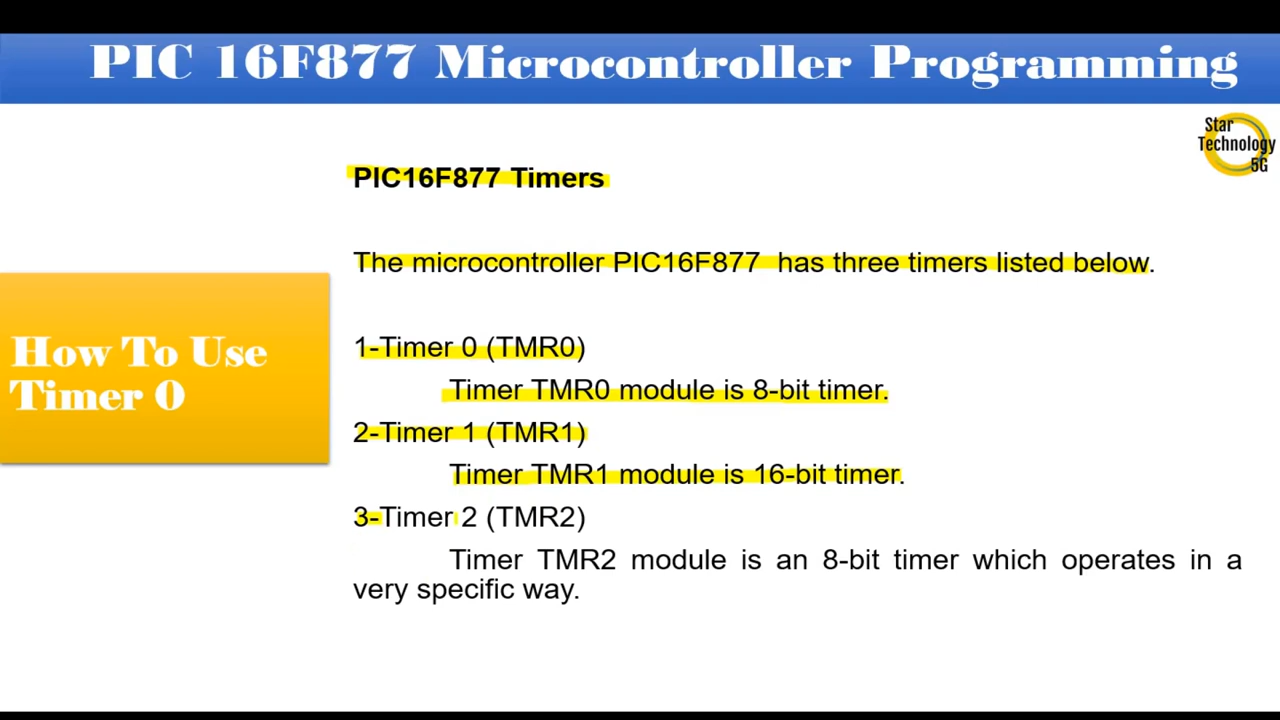 PIC 16F877 Microcontroller Programming
Star
Technology
5G
PIC16F877 Timers
The microcontroller PIC16F877 has three timers listed below.
How To Use
Timer 0
1-Timer 0 (TMR0)
Timer TMR0 module is 8-bit timer.
2-Timer 1 (TMR1)
Timer TMR1 module is 16-bit timer.
3-Timer 2 (TMR2)
Timer TMR2 module is an 8-bit timer which operates in a
very specific way.